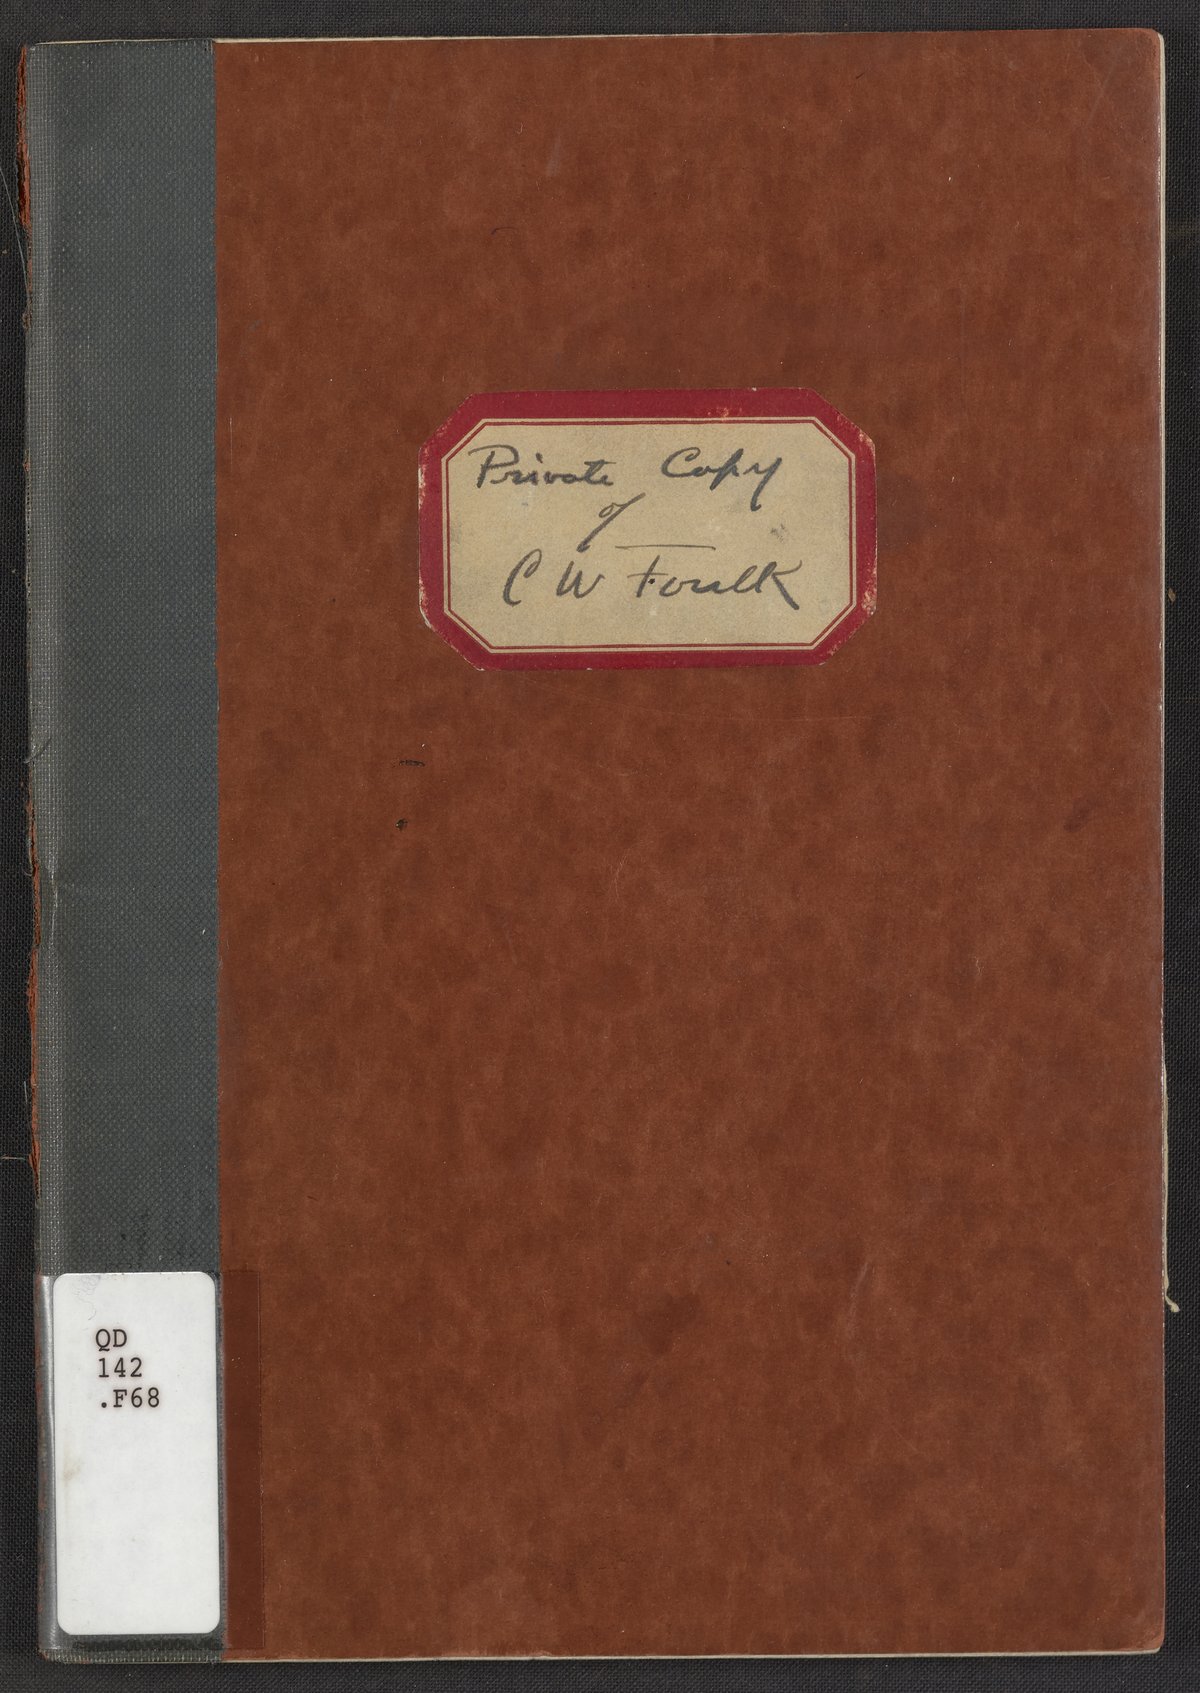 Private Copy
of
C W Foulk
QD
142
.F68